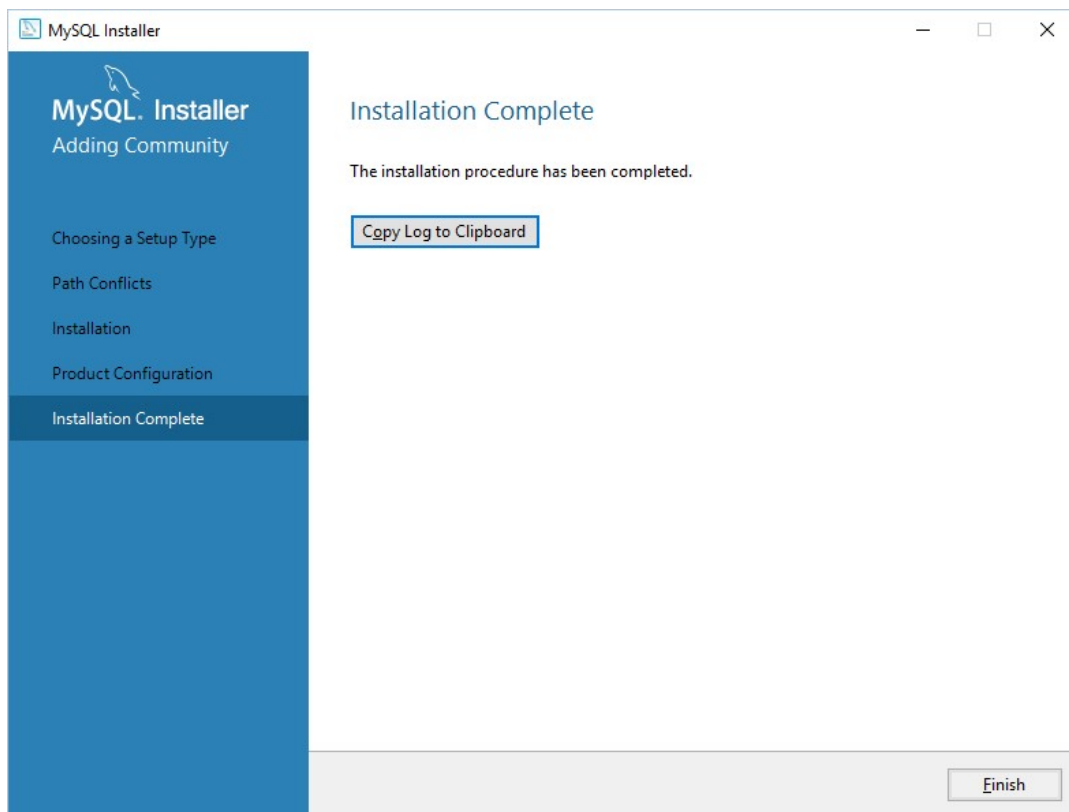 MySQL Installer
MySQL. Installer
Adding Community
Choosing a Setup Type
Path Conflicts
Installation
Product Configuration
Installation Complete
Installation Complete
The installation procedure has been completed.
Copy Log to Clipboard
Finish